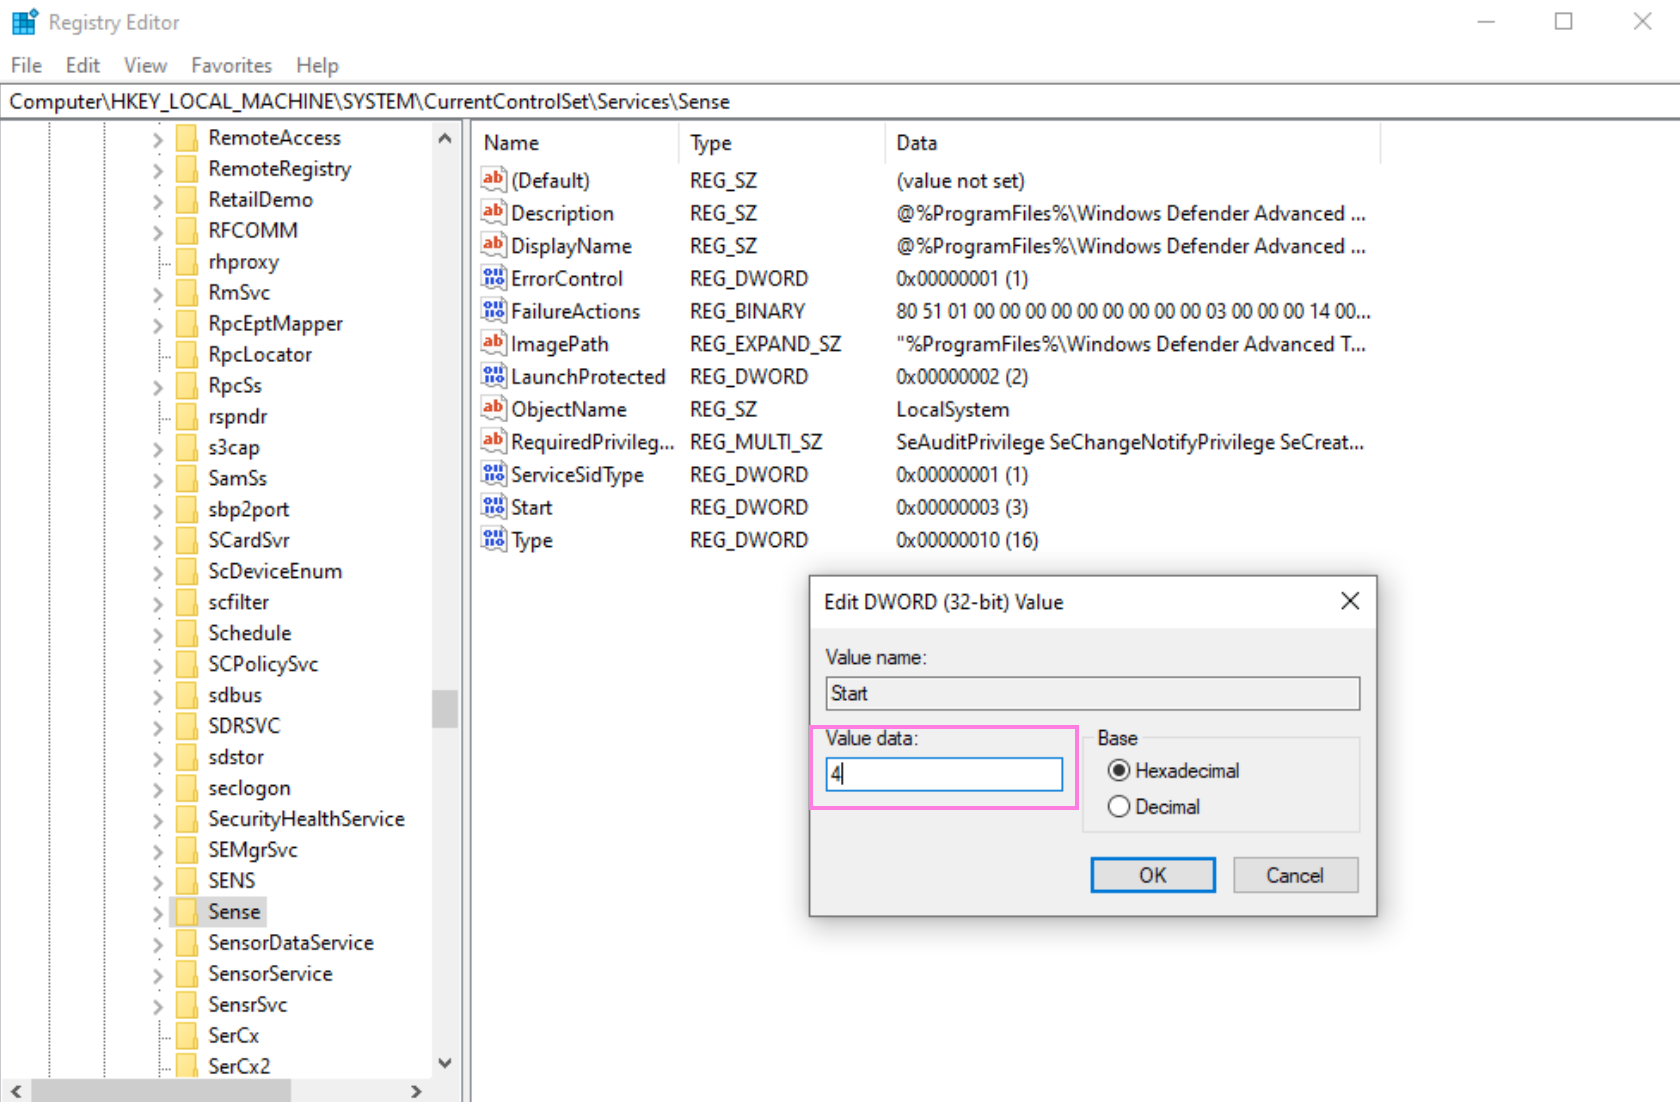 Registry Editor
File Edit View Favorites Help
Computer\HKEY_LOCAL_MACHINE\SYSTEM\CurrentControlSet\Services\Sense
RemoteAccess
RemoteRegistry
RetailDemo
RFCOMM
rhproxy
RmSvc
RpcEptMapper
RpcLocator
RpcSs
rspndr
s3cap
SamSs
sbp2port
SCardSvr
ScDeviceEnum
scfilter
Schedule
SCPolicySvc
sdbus
SDRSVC
sdstor
seclogon
SecurityHealthService
SEMgrSvc
SENS
Sense
SensorDataService
SensorService
SensrSvc
SerCx
SerCx2
Name Type Data
(Default) REG_SZ (value not set)
Description REG_SZ @%ProgramFiles%\Windows Defender Advanced ...
DisplayName REG_SZ @%ProgramFiles%\Windows Defender Advanced ...
ErrorControl REG_DWORD 0x00000001 (1)
FailureActions REG_BINARY 80 51 01 00 00 00 00 00 00 00 00 00 03 00 00 00 14 00...
ImagePath REG_EXPAND_SZ "%ProgramFiles%\Windows Defender Advanced T...
LaunchProtected REG_DWORD 0x00000002 (2)
ObjectName REG_SZ LocalSystem
RequiredPrivileg... REG_MULTI_SZ SeAuditPrivilege SeChangeNotifyPrivilege SeCreat...
ServiceSidType REG_DWORD 0x00000001 (1)
Start REG_DWORD 0x00000003 (3)
Type REG_DWORD 0x00000010 (16)
Edit DWORD (32-bit) Value
Value name:
Start
Value data:
4
Base
Hexadecimal
Decimal
OK Cancel